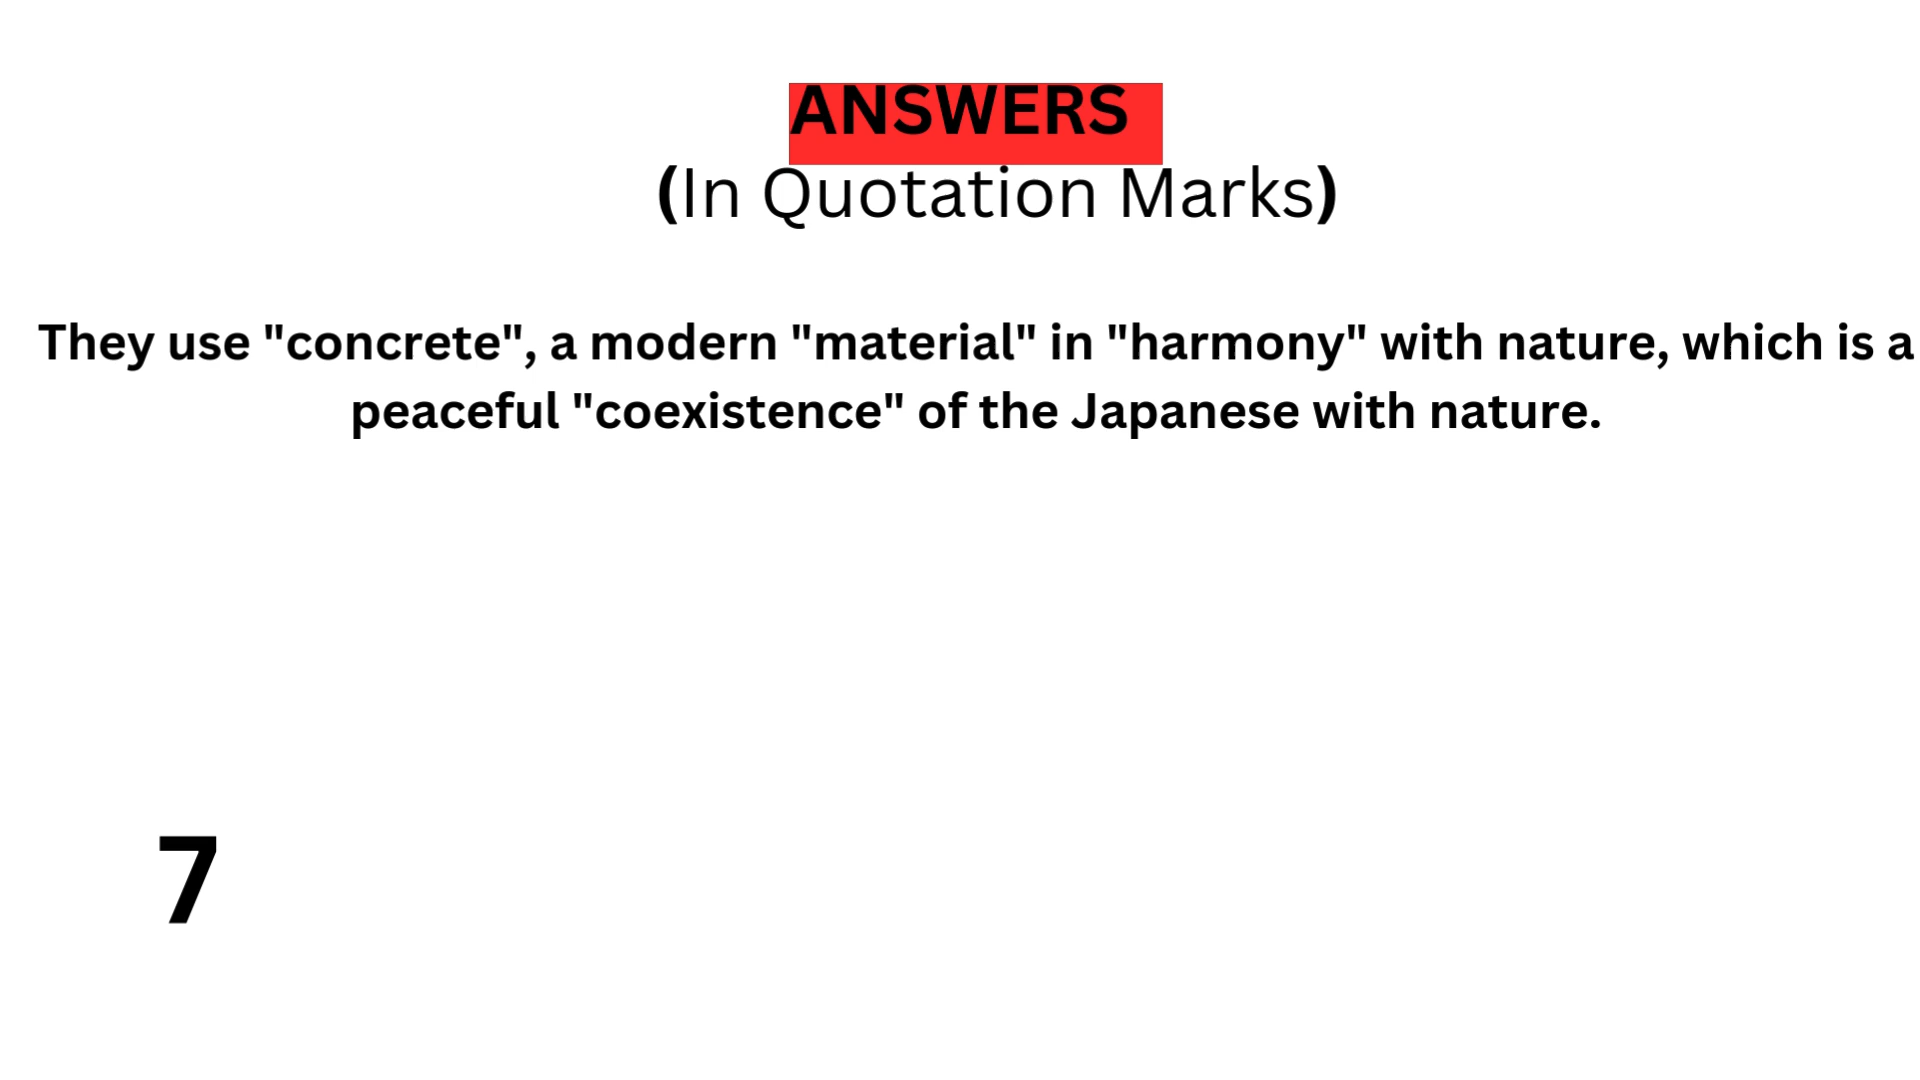 ANSWERS
(In Quotation Marks)
They use "concrete", a modern "material" in "harmony" with nature, which is a
peaceful "coexistence" of the Japanese with nature.
7